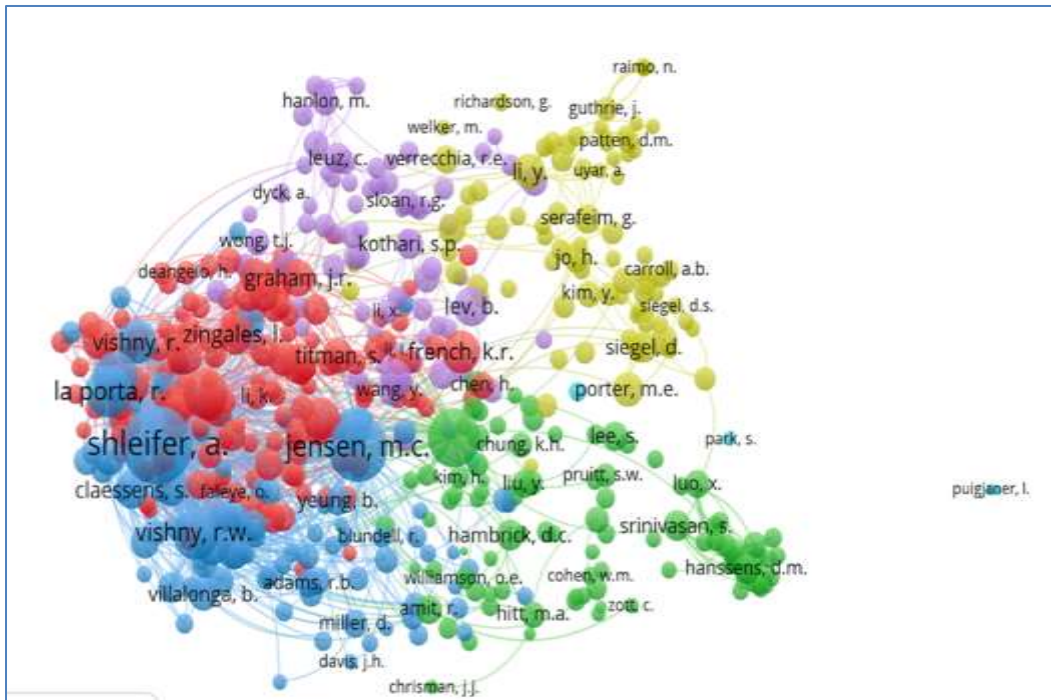 raimo, n.
hanlon, m.
richardson, g.
guthrie, j.
welker, m.
patten, d.m.
leuz, c.
verrecchia, r.e.
li, y.
uyar, a.
dyck, a.
sloan, r.g.
serafeim, g.
wong, t.j.
kothari, s.p.
jo, h.
deangelo, h.
graham, j.r.
carroll, a.b.
kim, y.
siegel, d.s.
li, x.
lev, b.
vishny, r.
zingales, l.
titman, s.
french, k.r.
siegel, d.
la porta, r.
li, k.
wang, y.
chen, h.
porter, m.e.
shleifer, a.
jensen, m.c.
chung, k.h.
lee, s.
park, s.
claessens, s.
faleye, o.
yeung, b.
kim, h.
liu, y.
pruitt, s.w.
luo, x.
puigjaner, l.
vishny, r.w.
blundell, r.
hambrick, d.c.
srinivasan, s.
villalonga, b.
adams, r.b.
williamson, o.e.
cohen, w.m.
hanssens, d.m.
miller, d.
amit, r.
hitt, m.a.
zott, c.
davis, j.h.
chrisman, j.j.